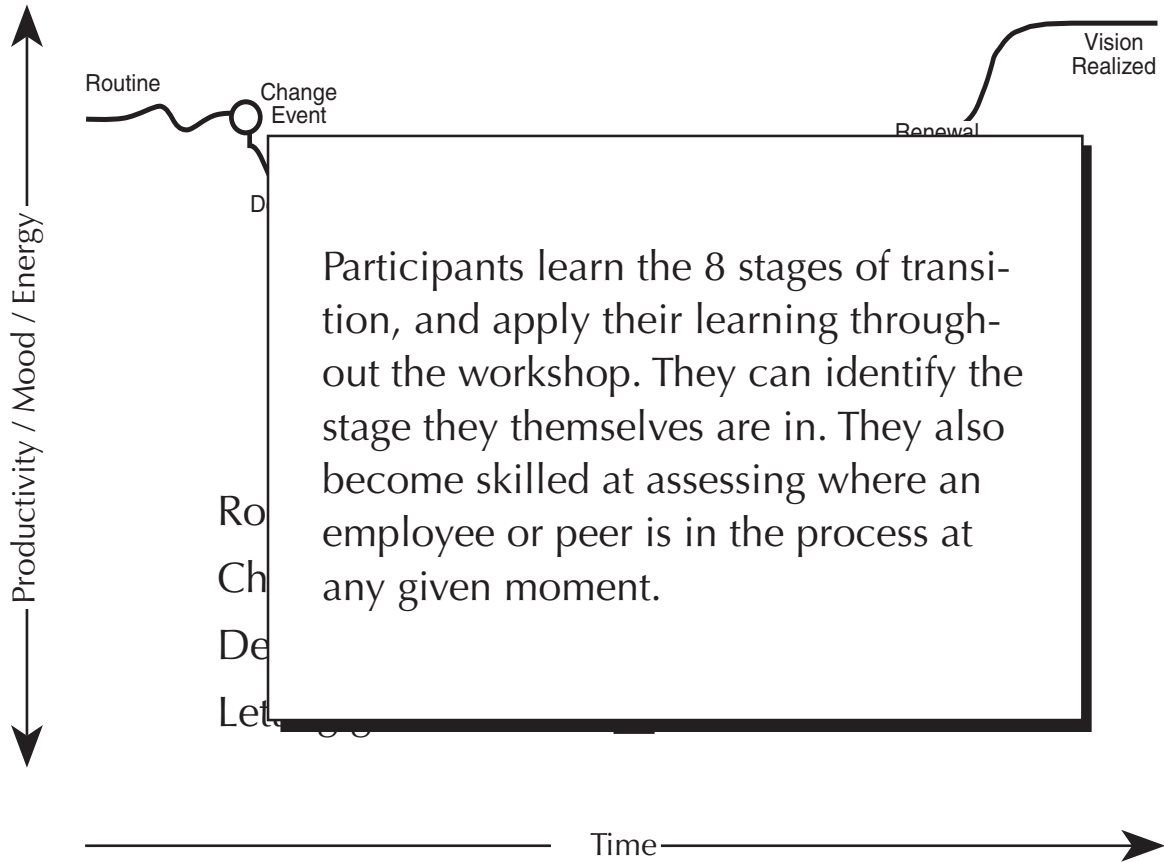 Routine
Change
Event
Vision
Realized
Renewal
Productivity / Mood / Energy
Participants learn the 8 stages of transi-
tion, and apply their learning through-
out the workshop. They can identify the
stage they themselves are in. They also
become skilled at assessing where an
employee or peer is in the process at
any given moment.
Time